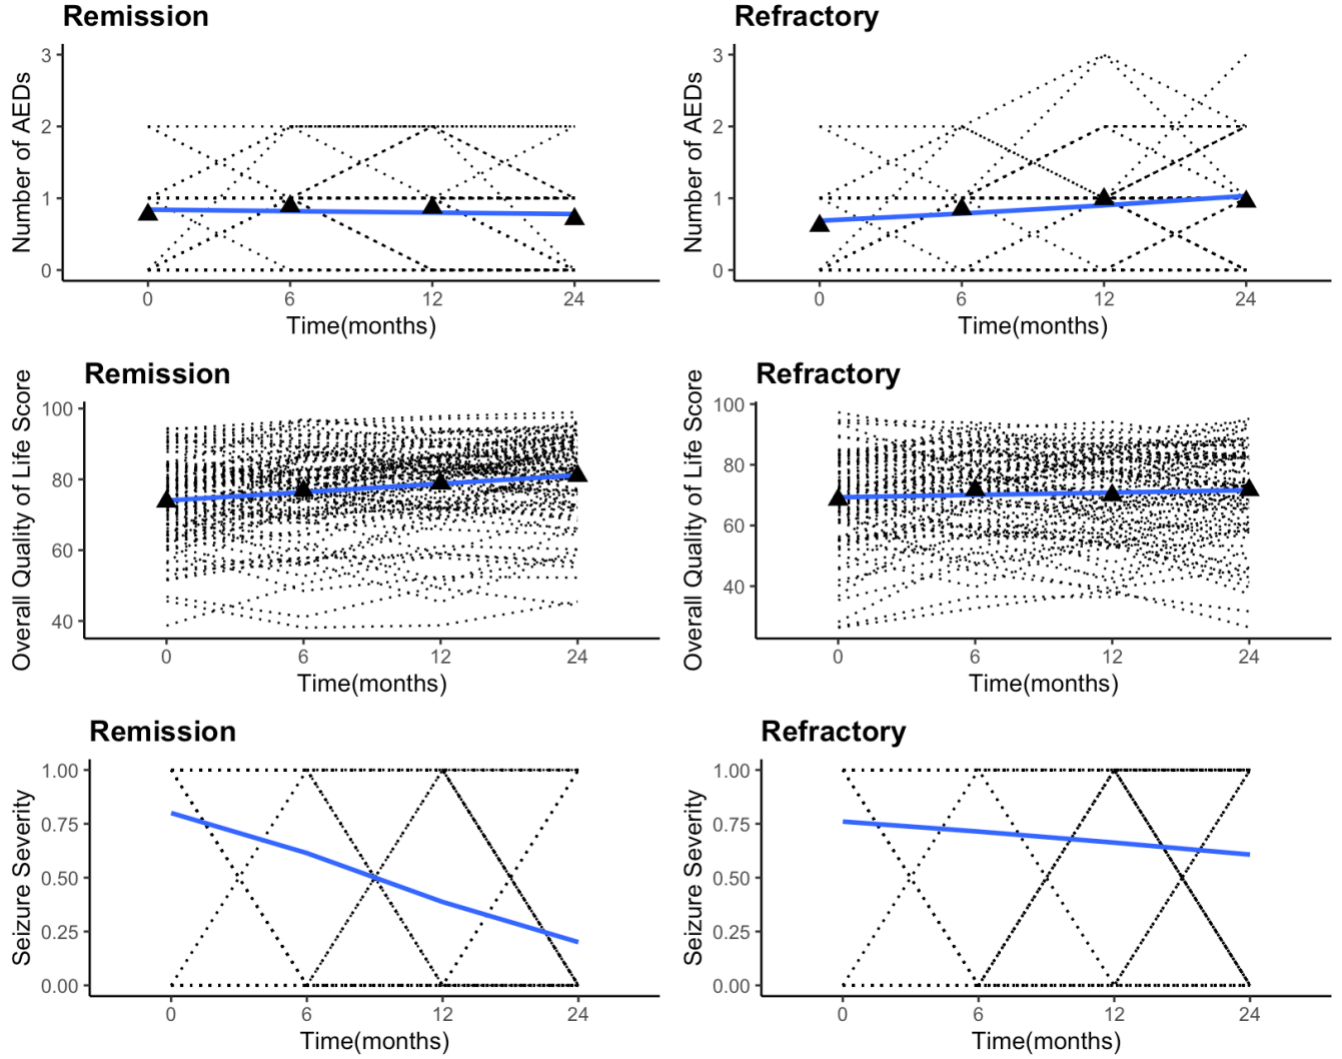 Remission
Number of AEDs
3
2
1
0
0 6 12 24
Time(months)
Refractory
Number of AEDs
3
2
1
0
0 6 12 24
Time(months)
Remission
Overall Quality of Life Score
100
80
60
40
0 6 12 24
Time(months)
Refractory
Overall Quality of Life Score
100
80
60
40
0 6 12 24
Time(months)
Remission
Seizure Severity
1.00
0.75
0.50
0.25
0.00
0 6 12 24
Time(months)
Refractory
Seizure Severity
1.00
0.75
0.50
0.25
0.00
0 6 12 24
Time(months)